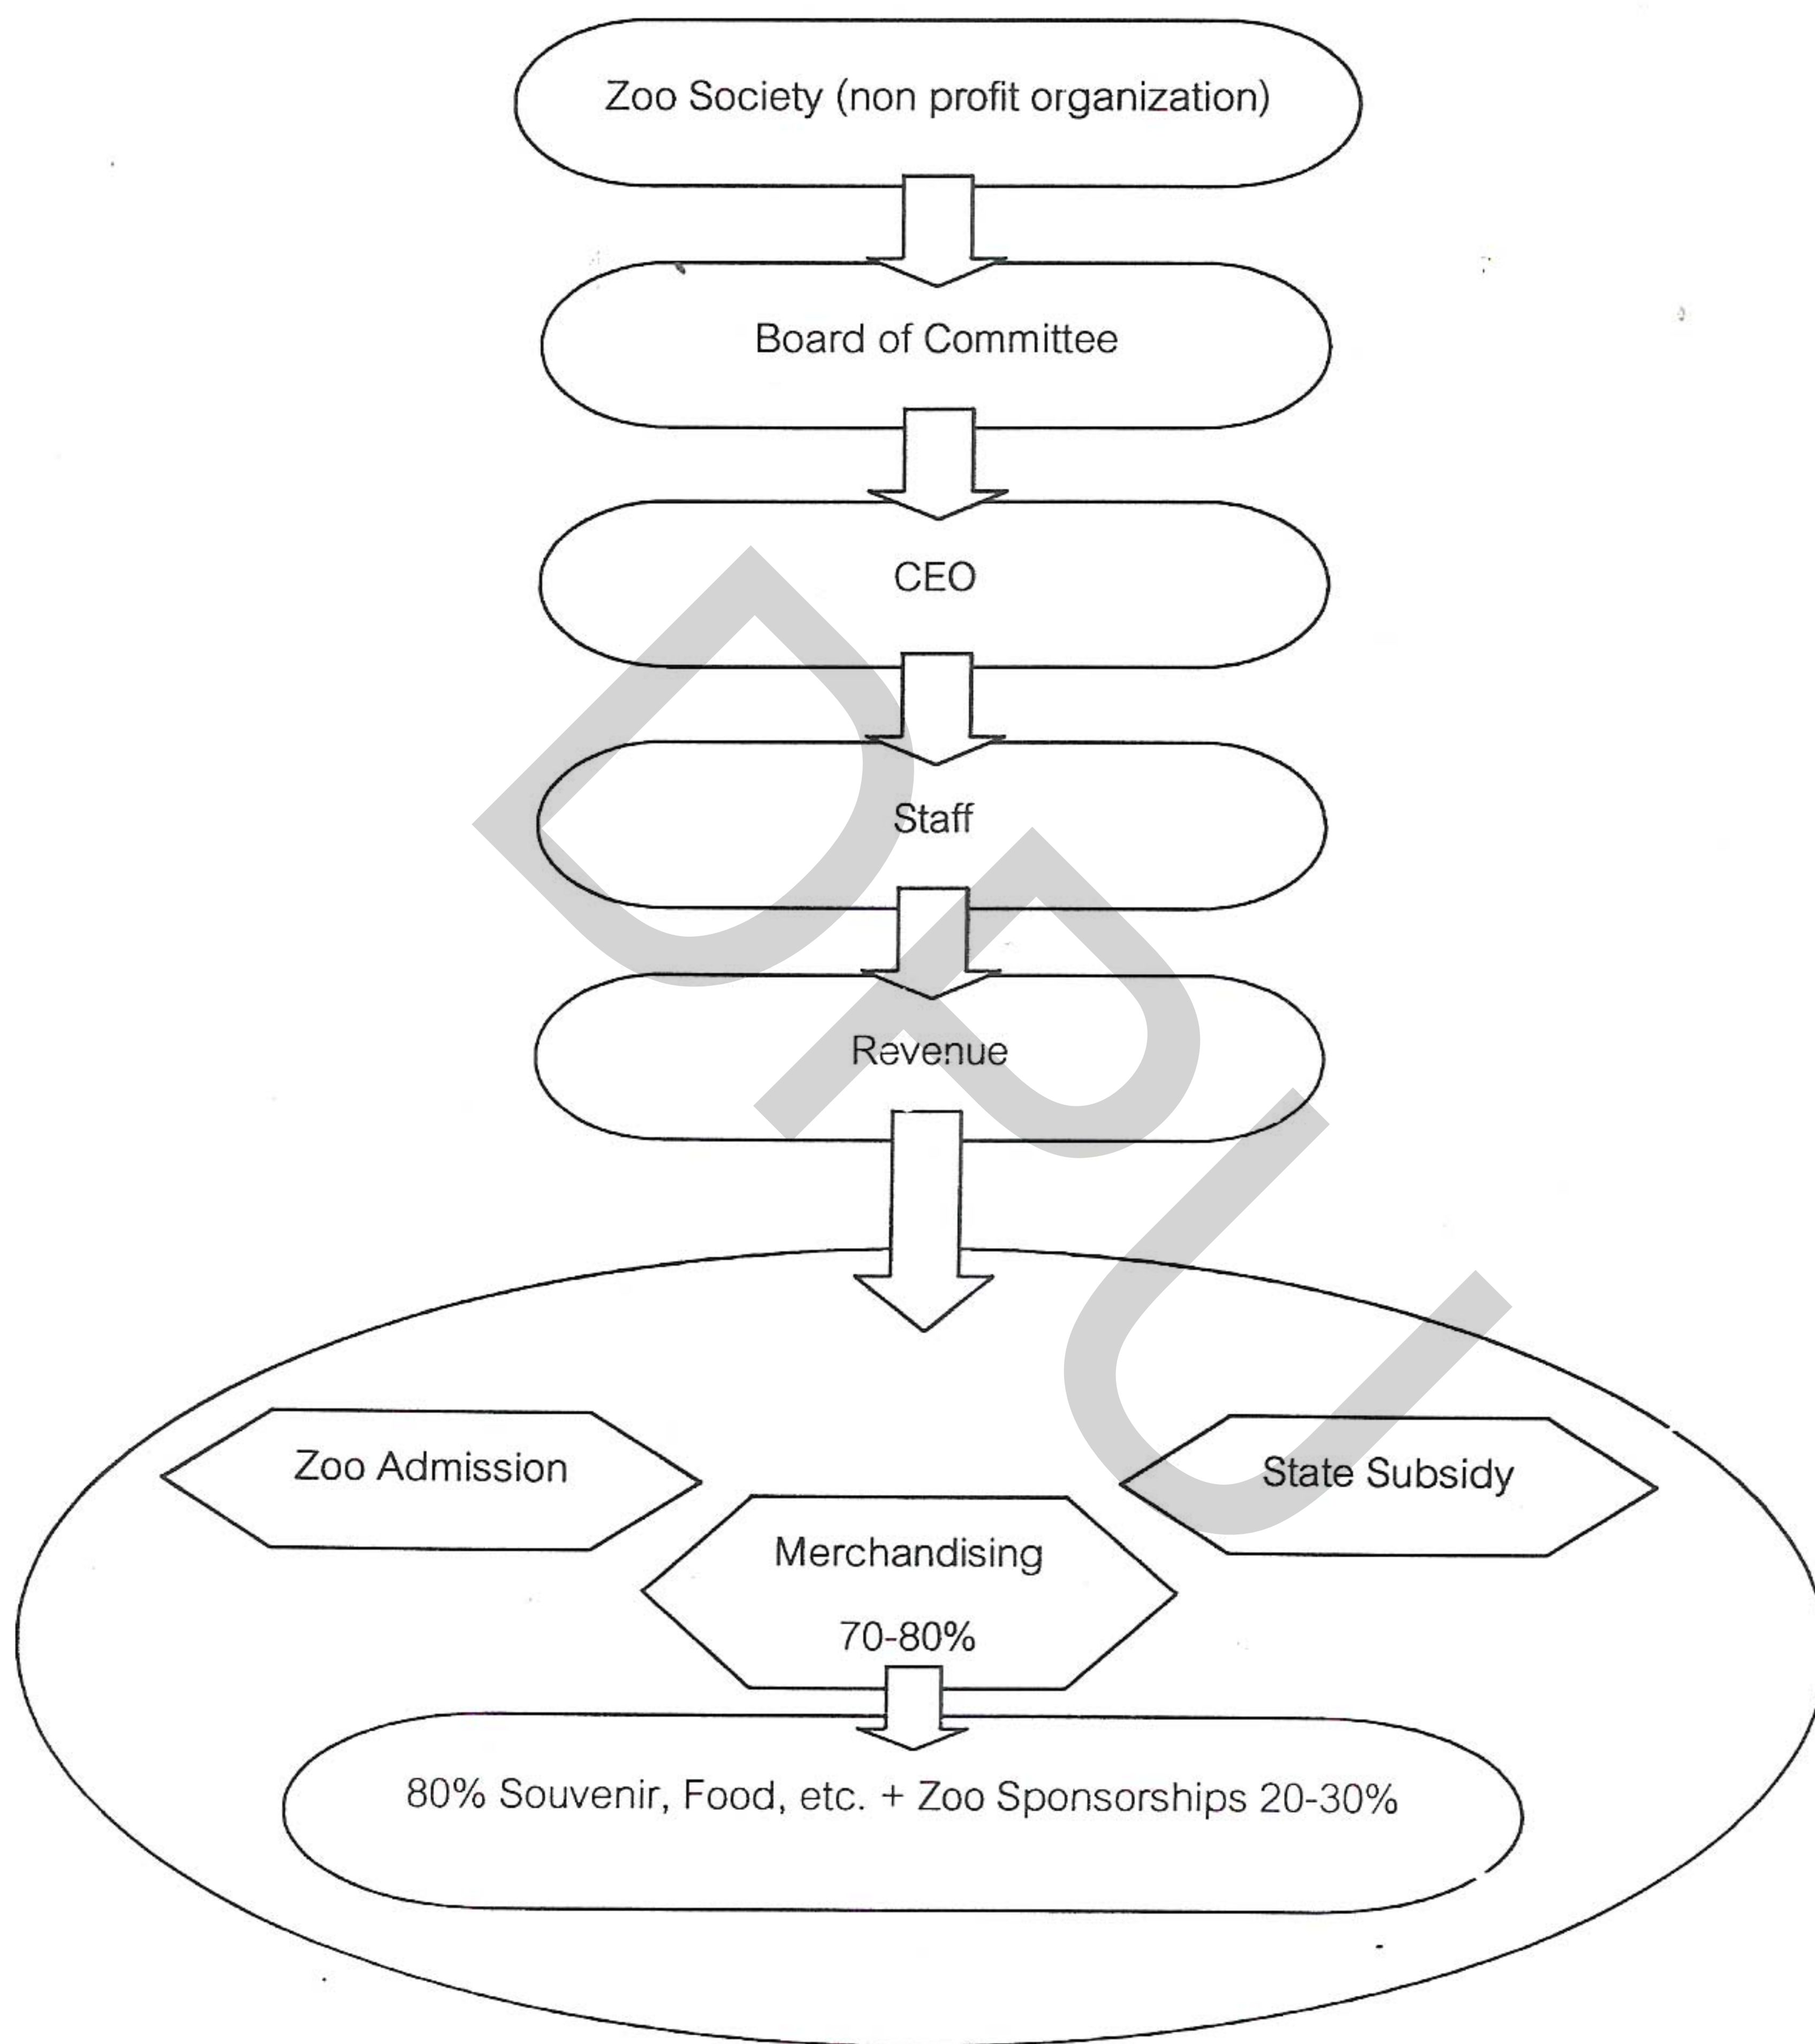 Zoo Society (non profit organization)
Board of Committee
CEO
Staff
Revenue
Zoo Admission
State Subsidy
Merchandising
70-80%
80% Souvenir, Food, etc. + Zoo Sponsorships 20-30%
DPU